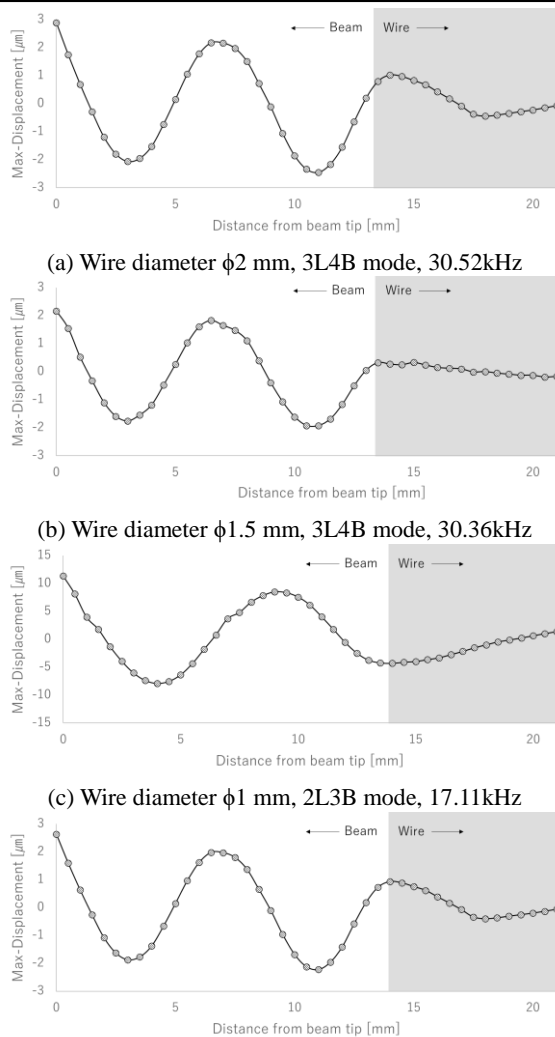 3
2
1
0
-1
-2
-3
Max-Displacement [μm]
Beam Wire
0 5 10 15 20
Distance from beam tip [mm]
(a) Wire diameter ϕ2 mm, 3L4B mode, 30.52kHz
3
2
1
0
-1
-2
-3
Max-Displacement [μm]
Beam Wire
0 5 10 15 20
Distance from beam tip [mm]
(b) Wire diameter ϕ1.5 mm, 3L4B mode, 30.36kHz
15
10
5
0
-5
-10
-15
Max-Displacement [μm]
Beam Wire
0 5 10 15 20
Distance from beam tip [mm]
(c) Wire diameter ϕ1 mm, 2L3B mode, 17.11kHz
3
2
1
0
-1
-2
-3
Max-Displacement [μm]
Beam Wire
0 5 10 15 20
Distance from beam tip [mm]